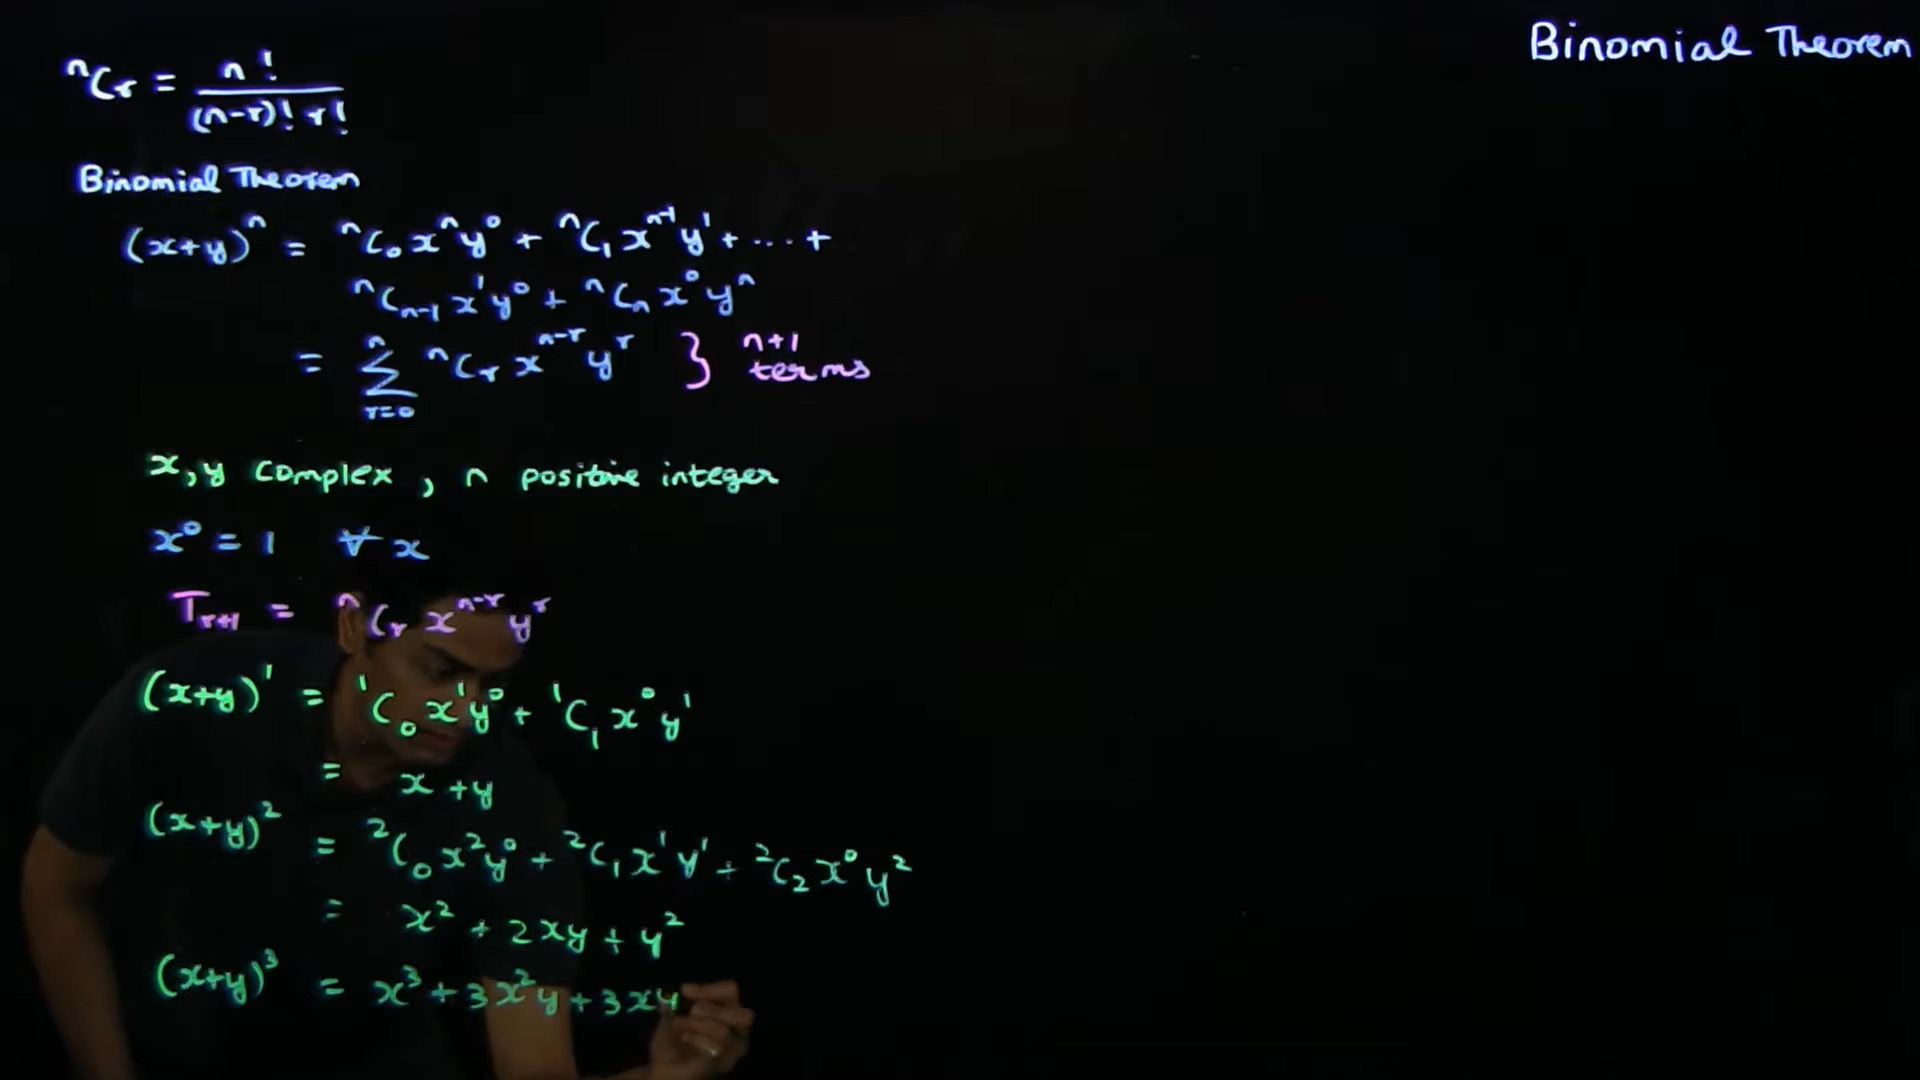 Binomial Theorem
ⁿCᵣ = n! / (n-r)! r!
Binomial Theorem
(x+y)ⁿ = ⁿC₀ xⁿ y⁰ + ⁿC₁ xⁿ⁻¹ y¹ + .... +
ⁿCₙ₋₁ x¹ y⁰ + ⁿCₙ x⁰ yⁿ
= ∑ₙ₌₀ⁿ ⁿCᵣ xⁿ⁻ʳ yʳ } n+1 terms
x, y complex, n positive integer
x⁰ = 1 ∀ x
Tᵣ₊₁ = ⁿCᵣ xⁿ⁻ʳ yʳ
(x+y)¹ = ¹C₀ x¹ y⁰ + ¹C₁ x⁰ y¹
= x + y
(x+y)² = ²C₀ x² y⁰ + ²C₁ x¹ y¹ + ²C₂ x⁰ y²
= x² + 2xy + y²
(x+y)³ = x³ + 3x²y + 3xy